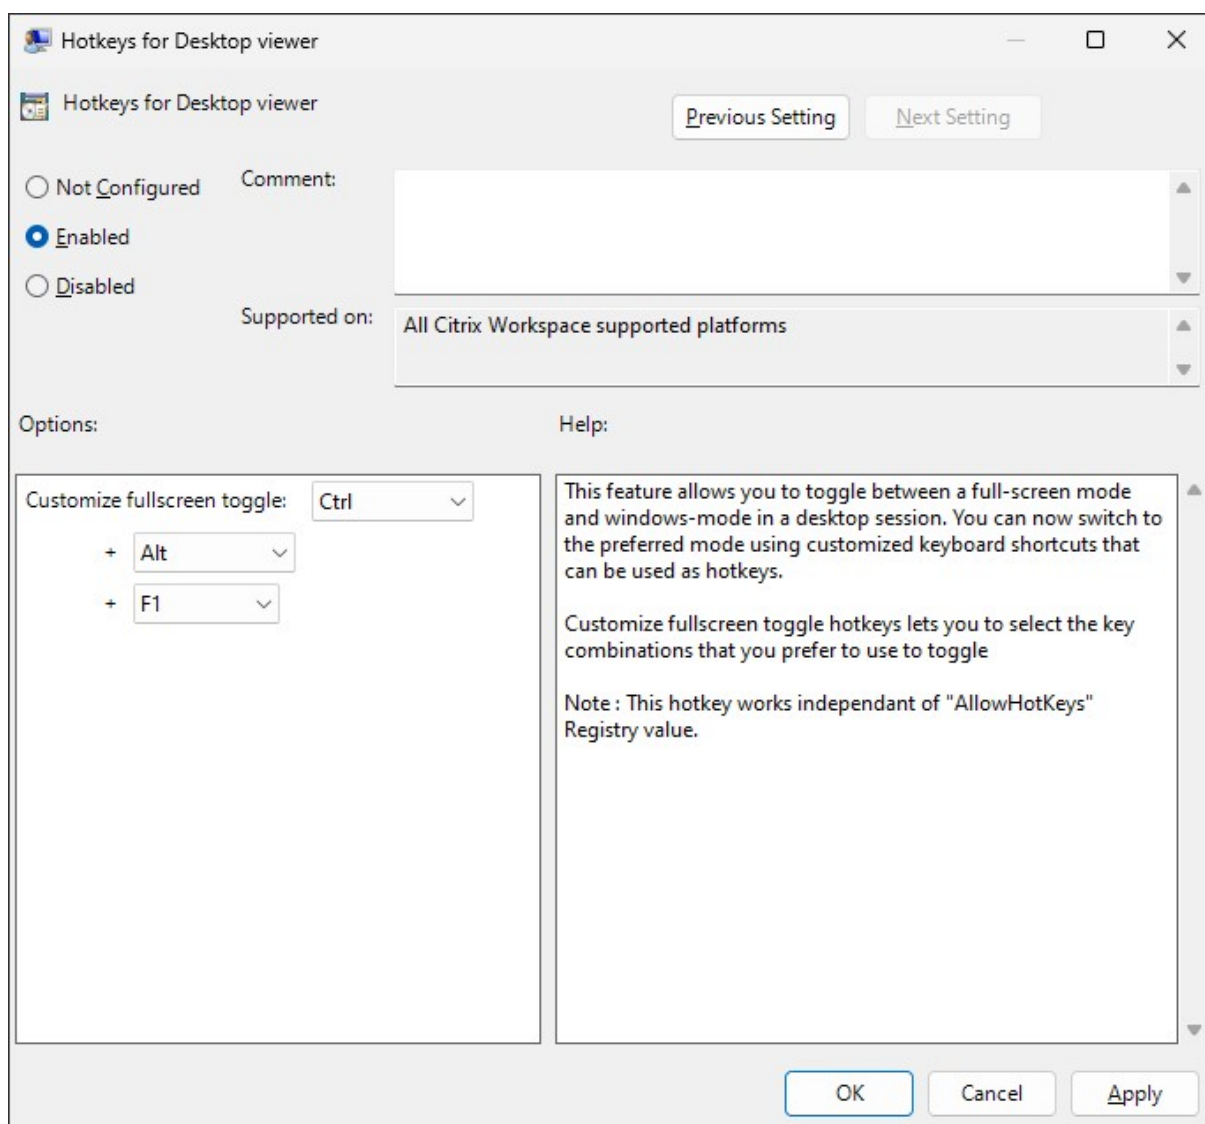 Hotkeys for Desktop viewer
Hotkeys for Desktop viewer
Previous Setting
Next Setting
Not Configured
Comment:
Enabled
Disabled
Supported on:
All Citrix Workspace supported platforms
Options:
Help:
Customize fullscreen toggle:
Ctrl
+ Alt
+ F1
This feature allows you to toggle between a full-screen mode
and windows-mode in a desktop session. You can now switch to
the preferred mode using customized keyboard shortcuts that
can be used as hotkeys.
Customize fullscreen toggle hotkeys lets you to select the key
combinations that you prefer to use to toggle
Note : This hotkey works independant of "AllowHotKeys"
Registry value.
OK
Cancel
Apply